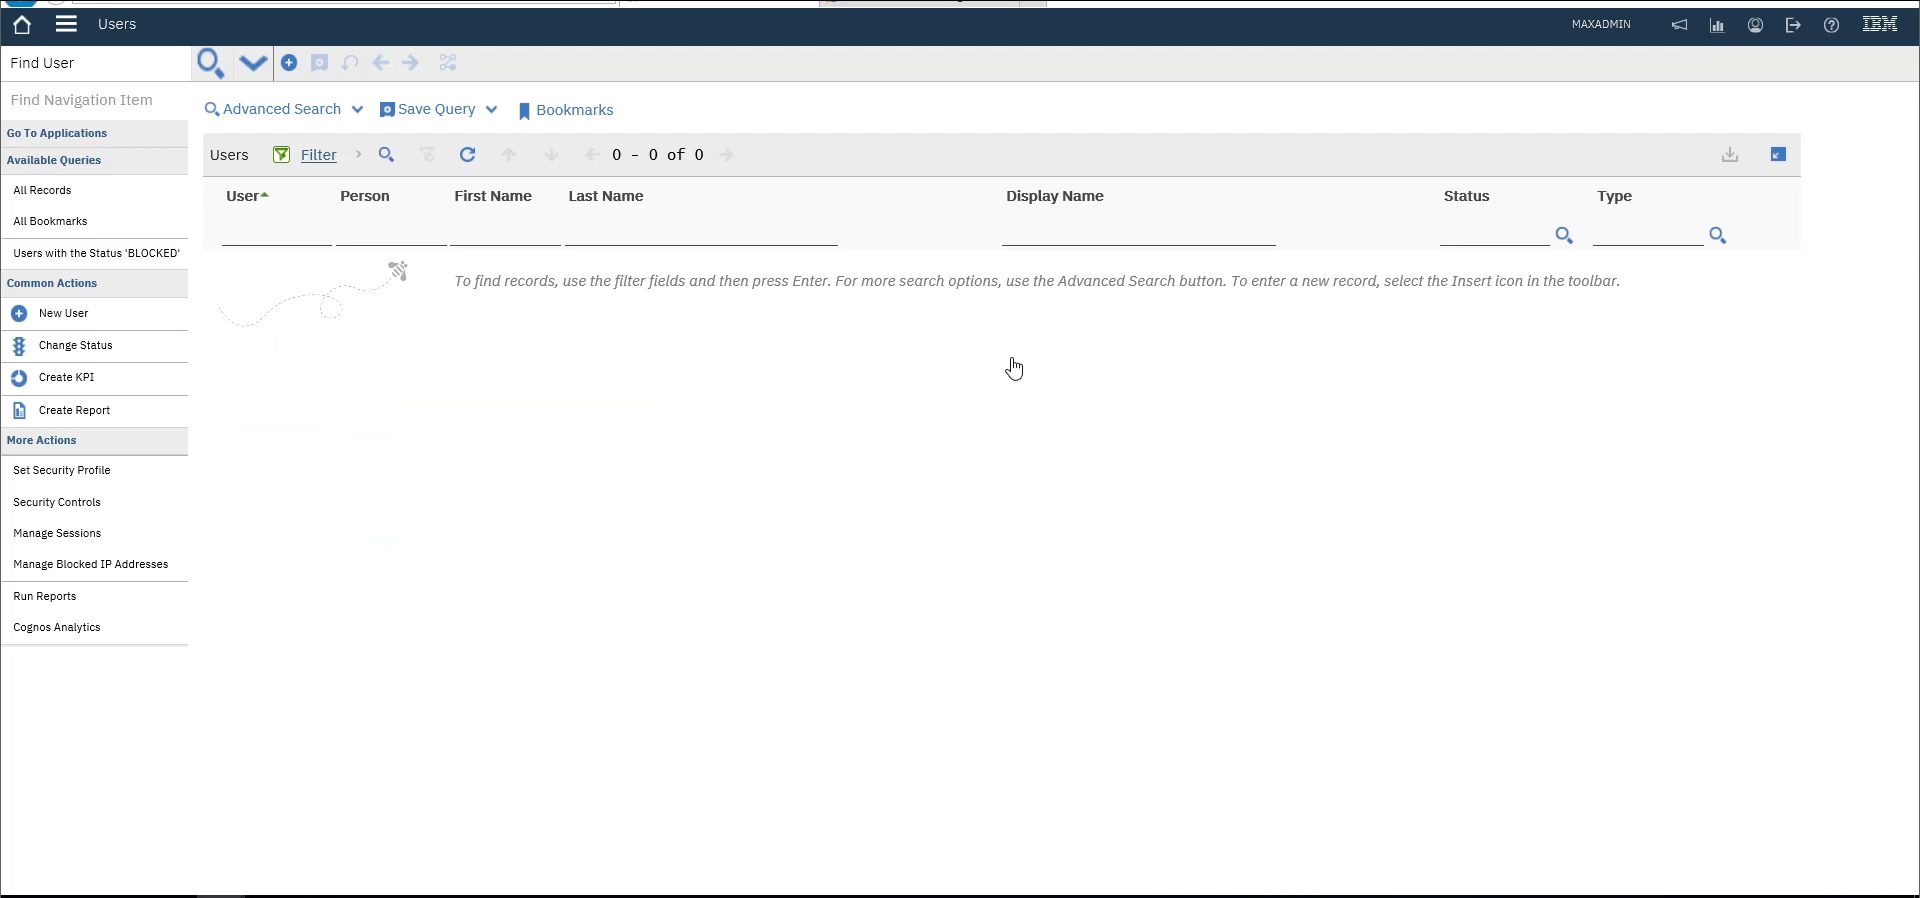 Users
MAXADMIN
IBM
Find User
Find Navigation Item
Go To Applications
Available Queries
All Records
All Bookmarks
Users with the Status 'BLOCKED'
Common Actions
New User
Change Status
Create KPI
Create Report
More Actions
Set Security Profile
Security Controls
Manage Sessions
Manage Blocked IP Addresses
Run Reports
Cognos Analytics
Advanced Search
Save Query
Bookmarks
Users Filter 0 - 0 of 0
User Person First Name Last Name Display Name Status Type
To find records, use the filter fields and then press Enter. For more search options, use the Advanced Search button. To enter a new record, select the Insert icon in the toolbar.